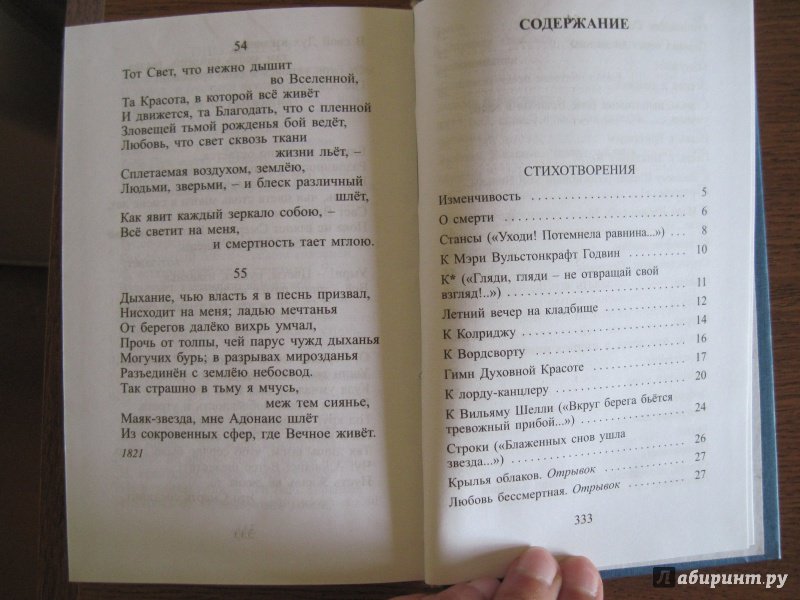 54
Тот Свет, что нежно дышит
во Вселенной,
Та Красота, в которой всё живёт
И движется, та Благодать, что с пленной
Зловещей тьмой рожденья бой ведёт,
Любовь, что свет сквозь ткани
жизни льёт, –
Сплетаемая воздухом, землёю,
Людьми, зверьми, – и блеск различный
шлёт,
Как явит каждый зеркало собою, –
Всё светит на меня,
и смертность тает мглою.
55
Дыхание, чью власть я в песнь призвал,
Нисходит на меня; ладью мечтанья
От берегов далёко вихрь умчал,
Прочь от толпы, чей парус чужд дыханья
Могучих бурь; в разрывах мирозданья
Разъединён с землёю небосвод.
Так страшно в тьму я мчусь,
меж тем сиянье,
Маяк-звезда, мне Адонаис шлёт
Из сокровенных сфер, где Вечное живёт.
1821
СОДЕРЖАНИЕ
СТИХОТВОРЕНИЯ
Изменчивость 5
О смерти 6
Стансы («Уходи! Потемнела равнина...») 8
К Мэри Вульстонкрафт Годвин 10
К* («Гляди, гляди – не отвращай свой
взгляд!..») 11
Летний вечер на кладбище 12
К Колриджу 14
К Вордсворту 16
Гимн Духовной Красоте 17
К лорду-канцлеру 20
К Вильяму Шелли («Вкруг берега бьётся
тревожный прибой...») 24
Строки («Блаженных снов ушла
звезда...») 26
Крылья облаков. Отрывок 27
Любовь бессмертная. Отрывок 27
333
Лабиринт.ру